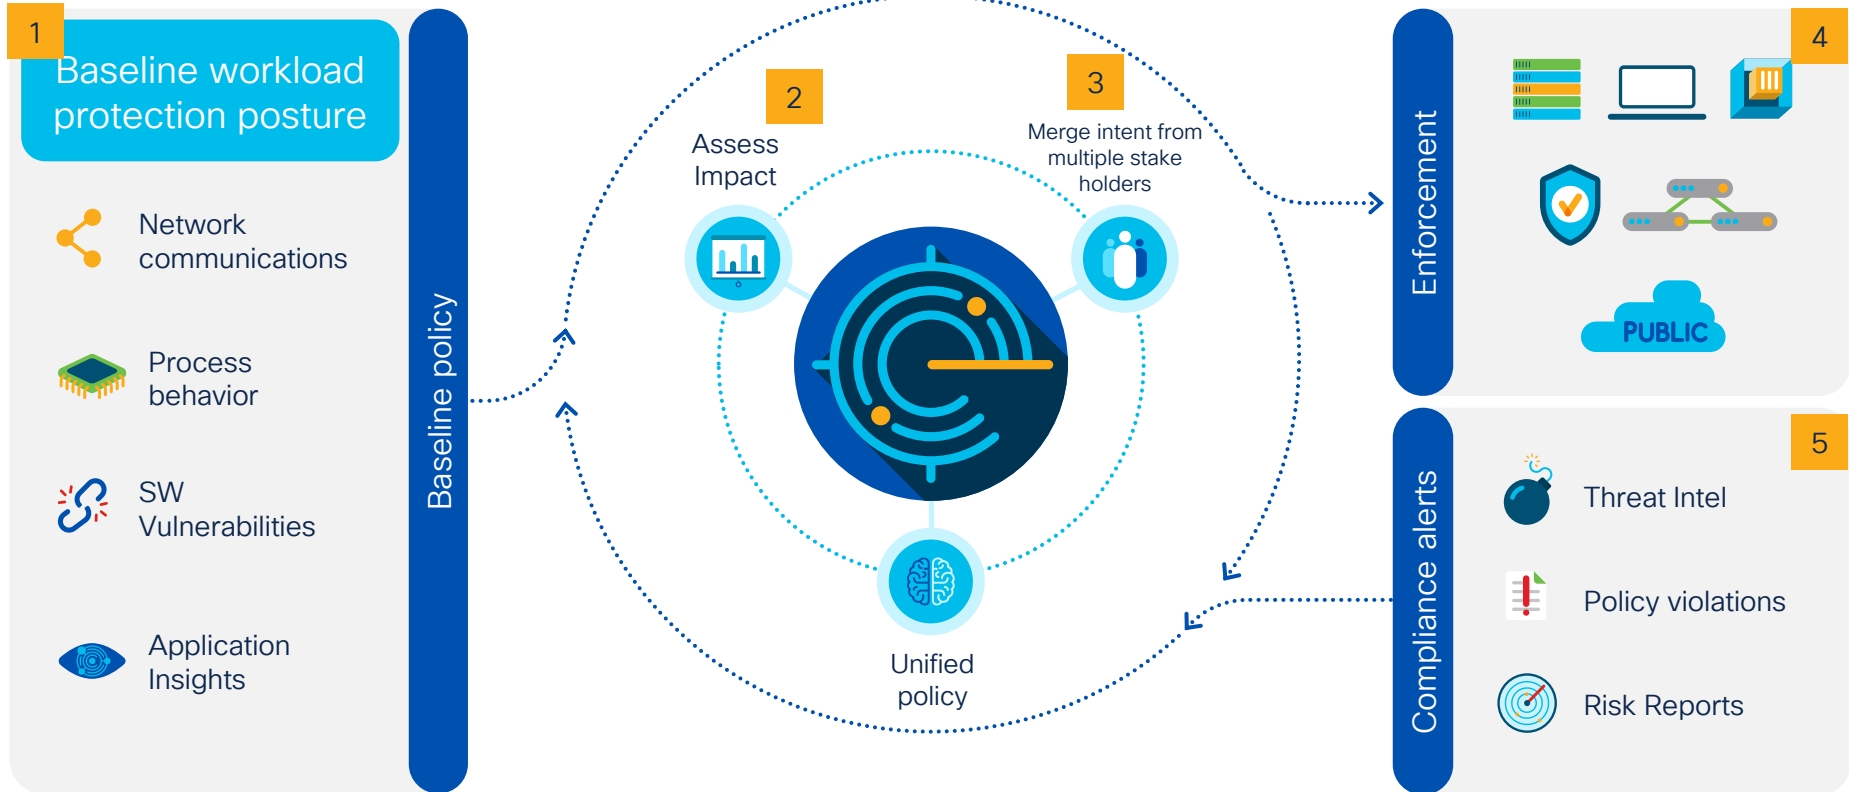 1
Baseline workload
protection posture
Network
communications
Process
behavior
SW
Vulnerabilities
Application
Insights
Baseline policy
2
Assess
Impact
3
Merge intent from
multiple stake
holders
Unified
policy
4
Enforcement
PUBLIC
5
Compliance alerts
Threat Intel
Policy violations
Risk Reports